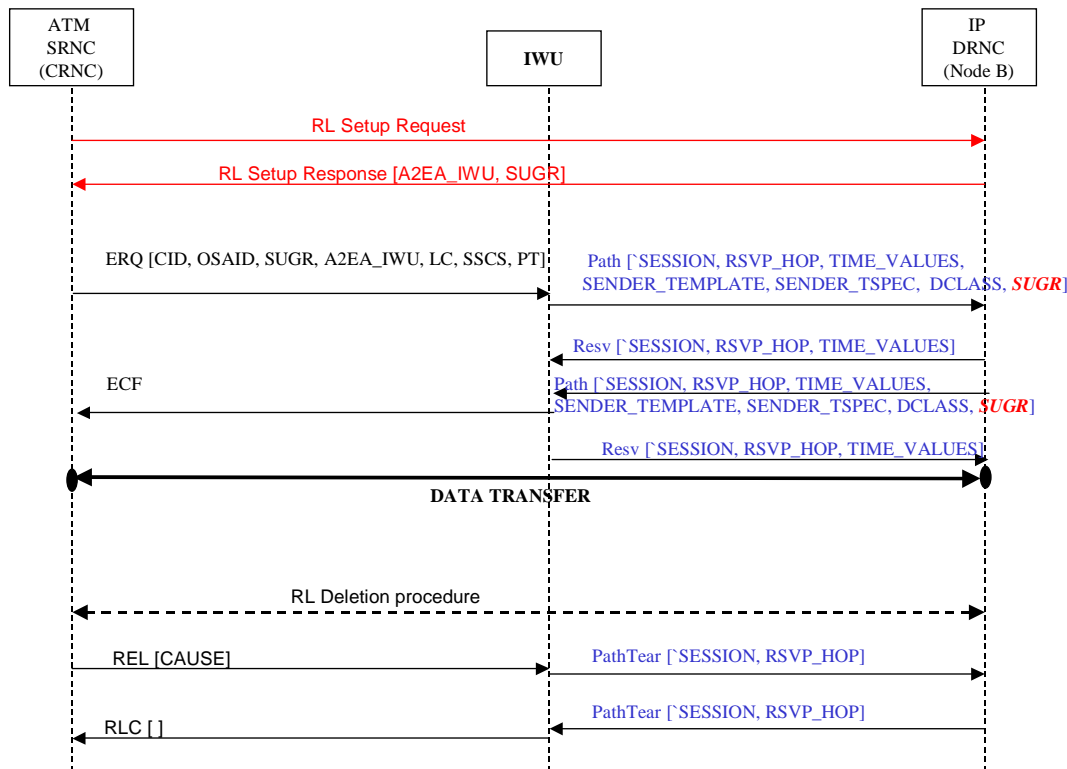 ATM
SRNC
(CRNC)
IWU
IP
DRNC
(Node B)
RL Setup Request
RL Setup Response [A2EA_IWU, SUGR]
ERQ [CID, OSAID, SUGR, A2EA_IWU, LC, SSCS, PT]
Path [`SESSION, RSVP_HOP, TIME_VALUES,
SENDER_TEMPLATE, SENDER_TSPEC, DCLASS, SUGR]
Resv [`SESSION, RSVP_HOP, TIME_VALUES]
ECF
Path [`SESSION, RSVP_HOP, TIME_VALUES,
SENDER_TEMPLATE, SENDER_TSPEC, DCLASS, SUGR]
Resv [`SESSION, RSVP_HOP, TIME_VALUES]
DATA TRANSFER
RL Deletion procedure
REL [CAUSE]
PathTear [`SESSION, RSVP_HOP]
PathTear [`SESSION, RSVP_HOP]
RLC [ ]